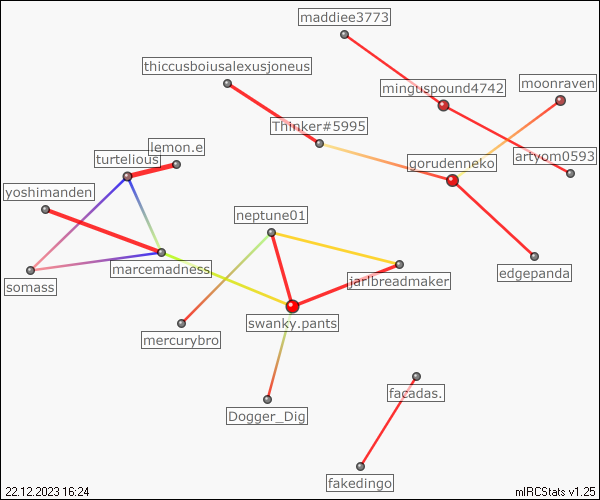 maddiee3773
thiccusboiusalexusjoneus
minguspound4742
moonraven
Thinker#5995
lemon.e
turtelious
gorudenneko
artyom0593
yoshimanden
neptune01
marcemadness
edgepanda
somass
jarlbreadmaker
swanky.pants
mercurybro
facadas.
Dogger_Dig
fakedingo
22.12.2023 16:24
mIRCStats v1.25